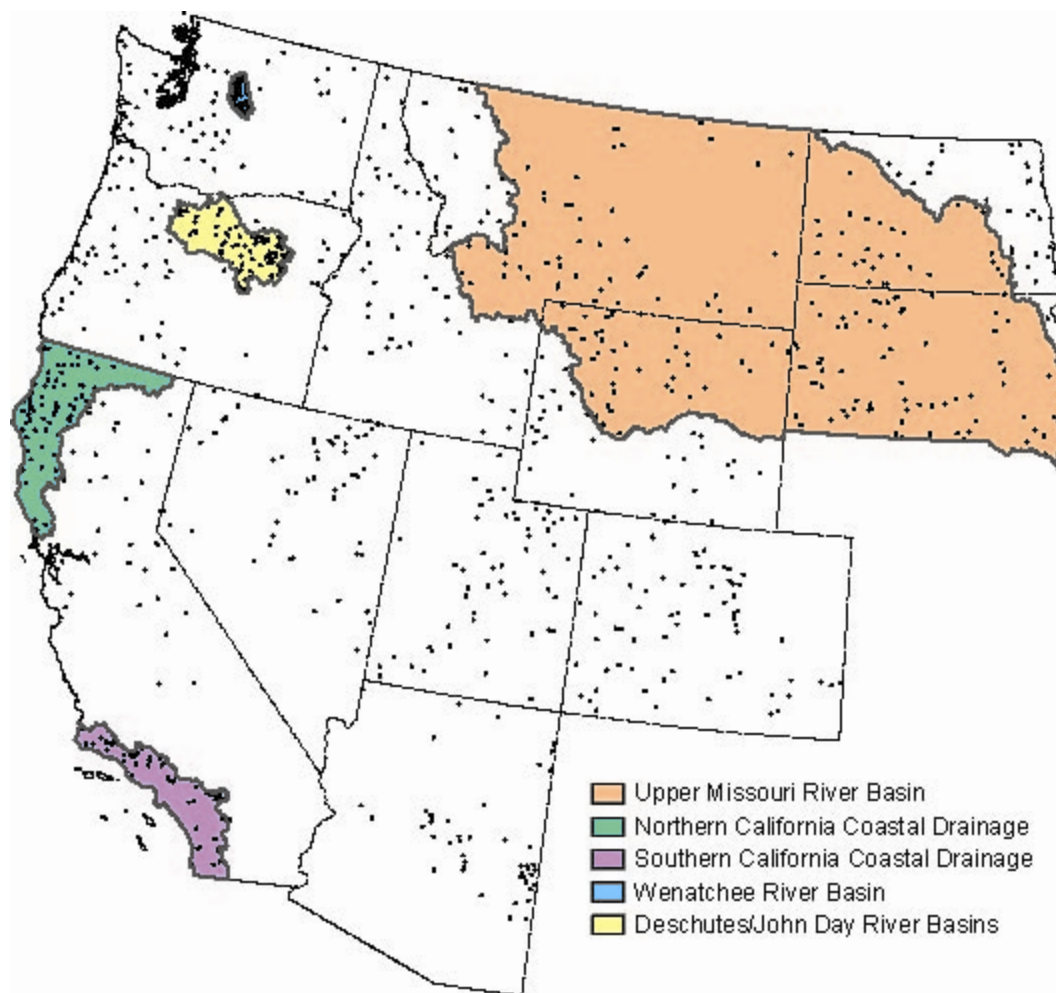 Upper Missouri River Basin
Northern California Coastal Drainage
Southern California Coastal Drainage
Wenatchee River Basin
Deschutes/John Day River Basins